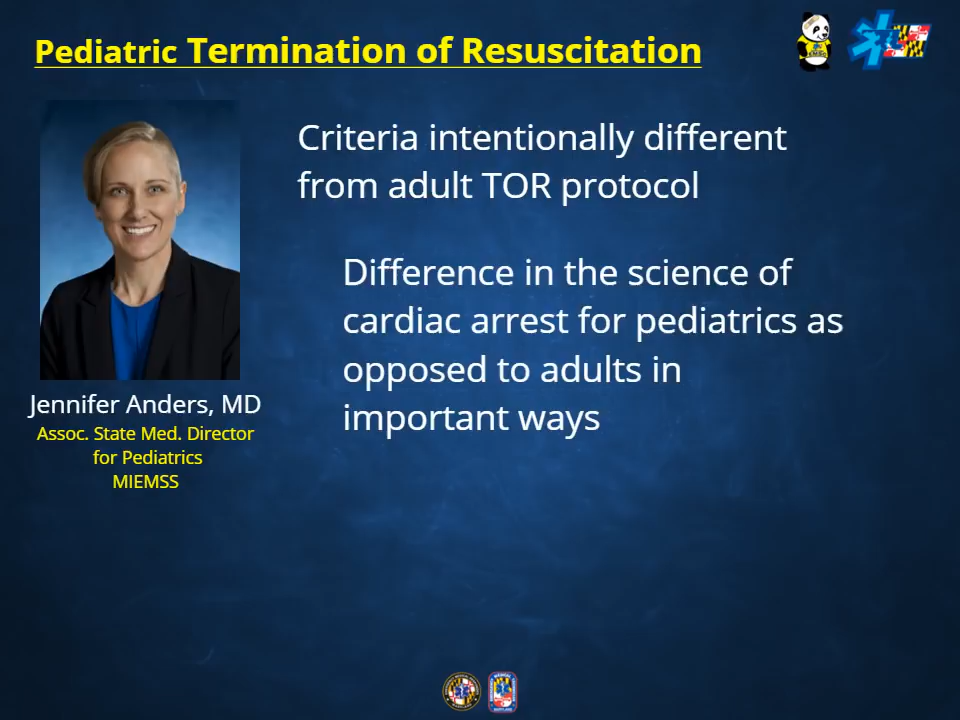 Pediatric Termination of Resuscitation
Criteria intentionally different
from adult TOR protocol
Difference in the science of
cardiac arrest for pediatrics as
opposed to adults in
important ways
Jennifer Anders, MD
Assoc. State Med. Director
for Pediatrics
MIEMSS